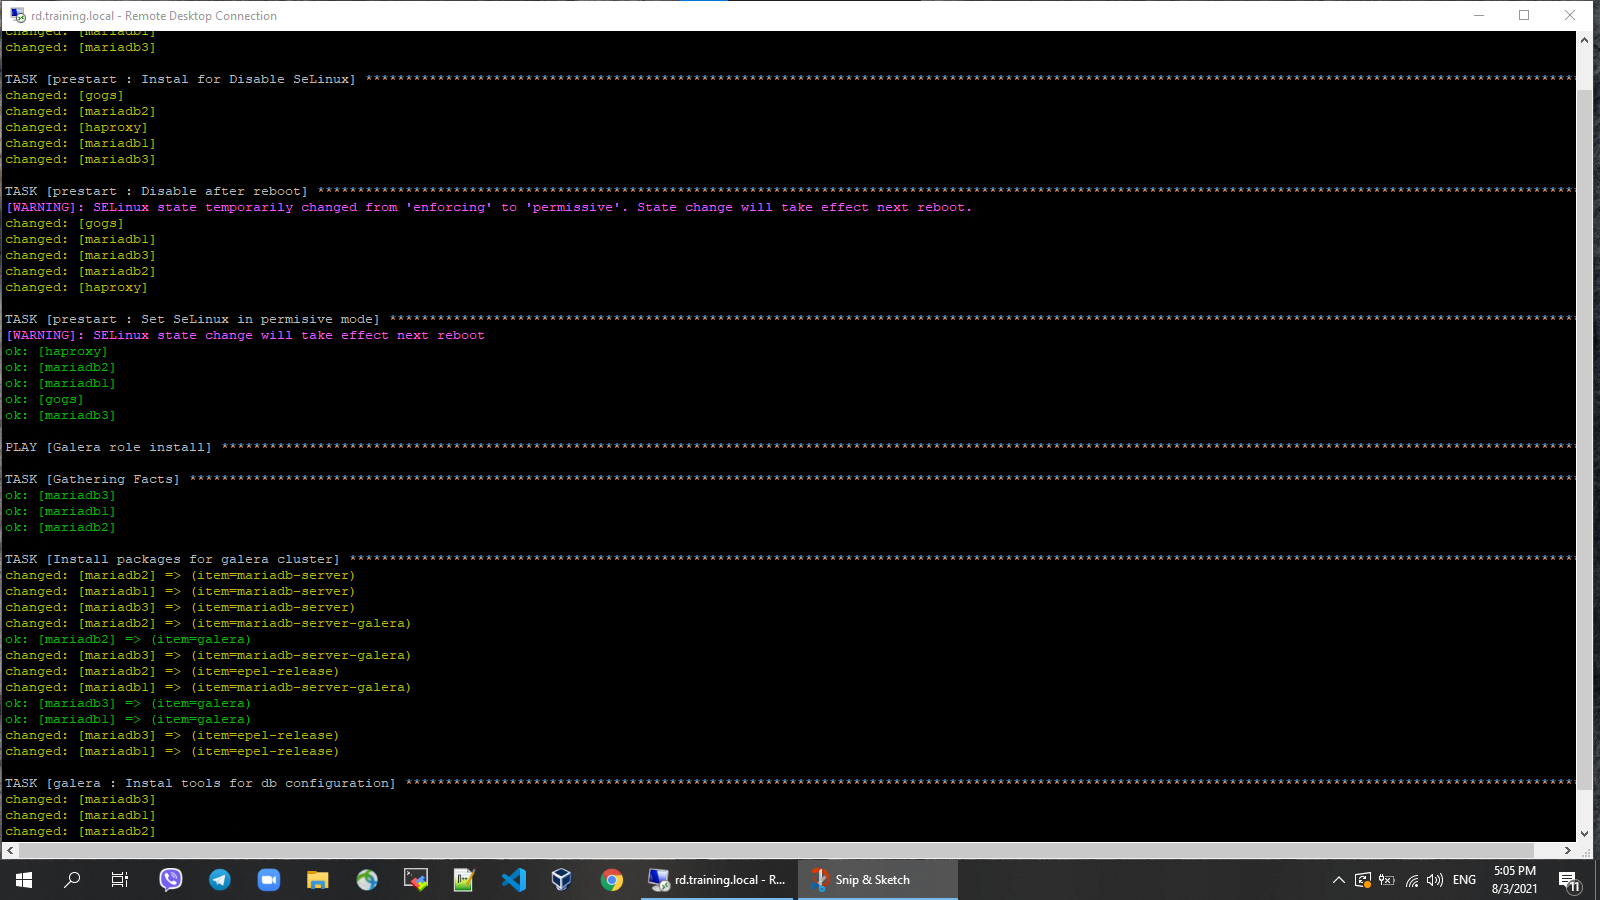 rd.training.local - Remote Desktop Connection
changed: [mariadb1]
changed: [mariadb3]
TASK [prestart : Instal for Disable SeLinux] ******************************************************************************************************************************************************
changed: [gogs]
changed: [mariadb2]
changed: [haproxy]
changed: [mariadb1]
changed: [mariadb3]
TASK [prestart : Disable after reboot] ************************************************************************************************************************************************************
[WARNING]: SELinux state temporarily changed from 'enforcing' to 'permissive'. State change will take effect next reboot.
changed: [gogs]
changed: [mariadb1]
changed: [mariadb3]
changed: [mariadb2]
changed: [haproxy]
TASK [prestart : Set SeLinux in permisive mode] ***************************************************************************************************************************************************
[WARNING]: SELinux state change will take effect next reboot
ok: [haproxy]
ok: [mariadb2]
ok: [mariadb1]
ok: [gogs]
ok: [mariadb3]
PLAY [Galera role install] ************************************************************************************************************************************************************************
TASK [Gathering Facts] ****************************************************************************************************************************************************************************
ok: [mariadb3]
ok: [mariadb1]
ok: [mariadb2]
TASK [Install packages for galera cluster] ********************************************************************************************************************************************************
changed: [mariadb2] => (item=mariadb-server)
changed: [mariadb1] => (item=mariadb-server)
changed: [mariadb3] => (item=mariadb-server)
changed: [mariadb2] => (item=mariadb-server-galera)
ok: [mariadb2] => (item=galera)
changed: [mariadb3] => (item=mariadb-server-galera)
changed: [mariadb2] => (item=epel-release)
changed: [mariadb1] => (item=mariadb-server-galera)
ok: [mariadb3] => (item=galera)
ok: [mariadb1] => (item=galera)
changed: [mariadb3] => (item=epel-release)
changed: [mariadb1] => (item=epel-release)
TASK [galera : Instal tools for db configuration] *************************************************************************************************************************************************
changed: [mariadb3]
changed: [mariadb1]
changed: [mariadb2]
rd.training.local - R...
Snip & Sketch
ENG
5:05 PM
8/3/2021
11